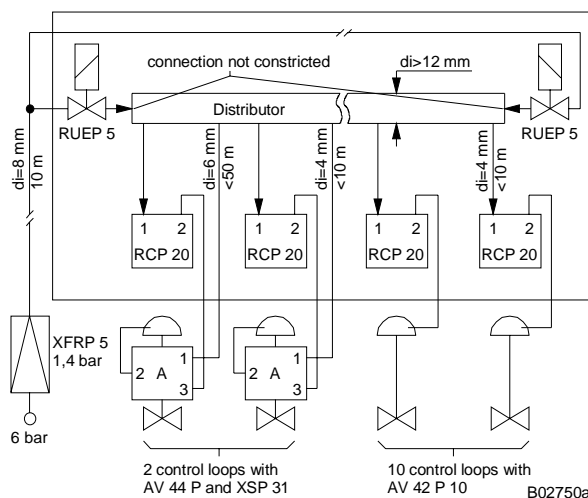 connection not constricted
di>12 mm
Distributor
RUEP 5
RUEP 5
di=8 mm
10 m
di=6 mm
<50 m
di=4 mm
<10 m
di=4 mm
<10 m
1 2
RCP 20
1 2
RCP 20
1 2
RCP 20
1 2
RCP 20
XFRP 5
1,4 bar
6 bar
1
2 A
3
1
2 A
3
2 control loops with
AV 44 P and XSP 31
10 control loops with
AV 42 P 10
B02750a